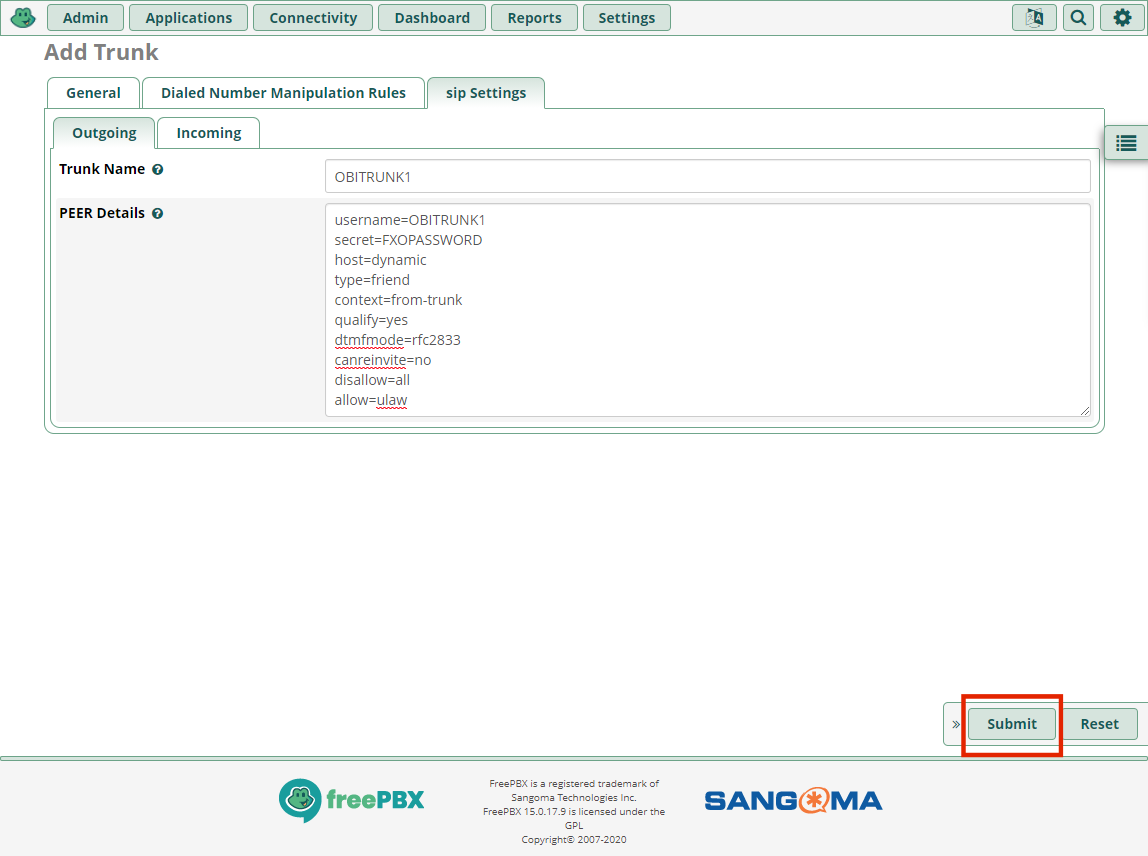 Admin Applications Connectivity Dashboard Reports Settings
Add Trunk
General Dialed Number Manipulation Rules sip Settings
Outgoing Incoming
Trunk Name OBITRUNK1
PEER Details
username=OBITRUNK1
secret=FXOPASSWORD
host=dynamic
type=friend
context=from-trunk
qualify=yes
dtmfmode=rfc2833
canreinvite=no
disallow=all
allow=ulaw
» Submit Reset
freePBX
FreePBX is a registered trademark of
Sangoma Technologies Inc.
FreePBX 15.0.17.9 is licensed under the
GPL
Copyright© 2007-2020
SANGOMA